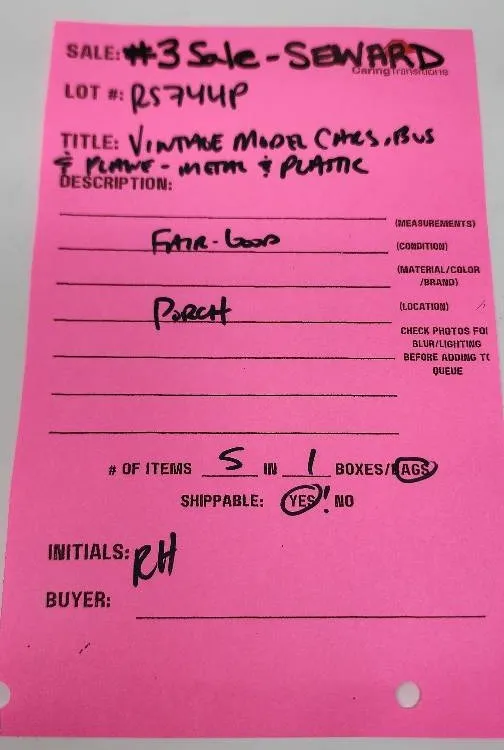 SALE: #3 Sale - SEWARD
CaringTransitions
LOT #: RS744P
TITLE: VINTAGE MODEL CARS, BUS
& PLANE - METAL & PLASTIC
DESCRIPTION:
(MEASUREMENTS)
FAIR - GOOD (CONDITION)
(MATERIAL/COLOR
/BRAND)
PORCH (LOCATION)
CHECK PHOTOS FOR
BLUR/LIGHTING
BEFORE ADDING TO
QUEUE
# OF ITEMS 5 IN 1 BOXES/BAGS
SHIPPABLE: YES! NO
INITIALS: RH
BUYER: